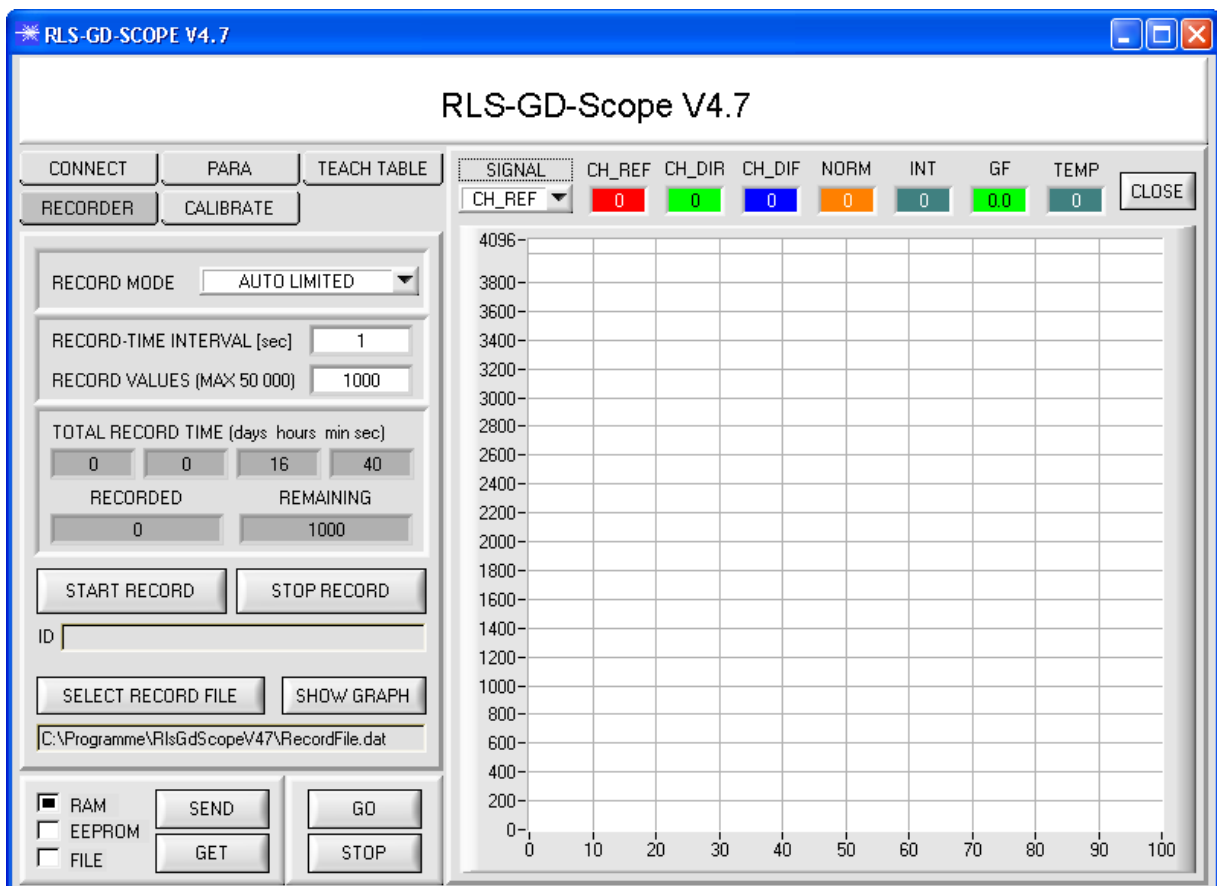 RLS-GD-SCOPE V4.7
RLS-GD-Scope V4.7
CONNECT PARA TEACH TABLE
RECORDER CALIBRATE
RECORD MODE AUTO LIMITED
RECORD-TIME INTERVAL [sec] 1
RECORD VALUES (MAX 50 000) 1000
TOTAL RECORD TIME (days hours min sec)
0 0 16 40
RECORDED REMAINING
0 1000
START RECORD STOP RECORD
ID
SELECT RECORD FILE SHOW GRAPH
C:\Programme\RlsGdScopeV47\RecordFile.dat
RAM
EEPROM
FILE
SEND
GET
GO
STOP
SIGNAL CH_REF CH_DIR CH_DIF NORM INT GF TEMP
CH_REF 0 0 0 0 0 0.0 0
CLOSE
4096
3800
3600
3400
3200
3000
2800
2600
2400
2200
2000
1800
1600
1400
1200
1000
800
600
400
200
0
0 10 20 30 40 50 60 70 80 90 100